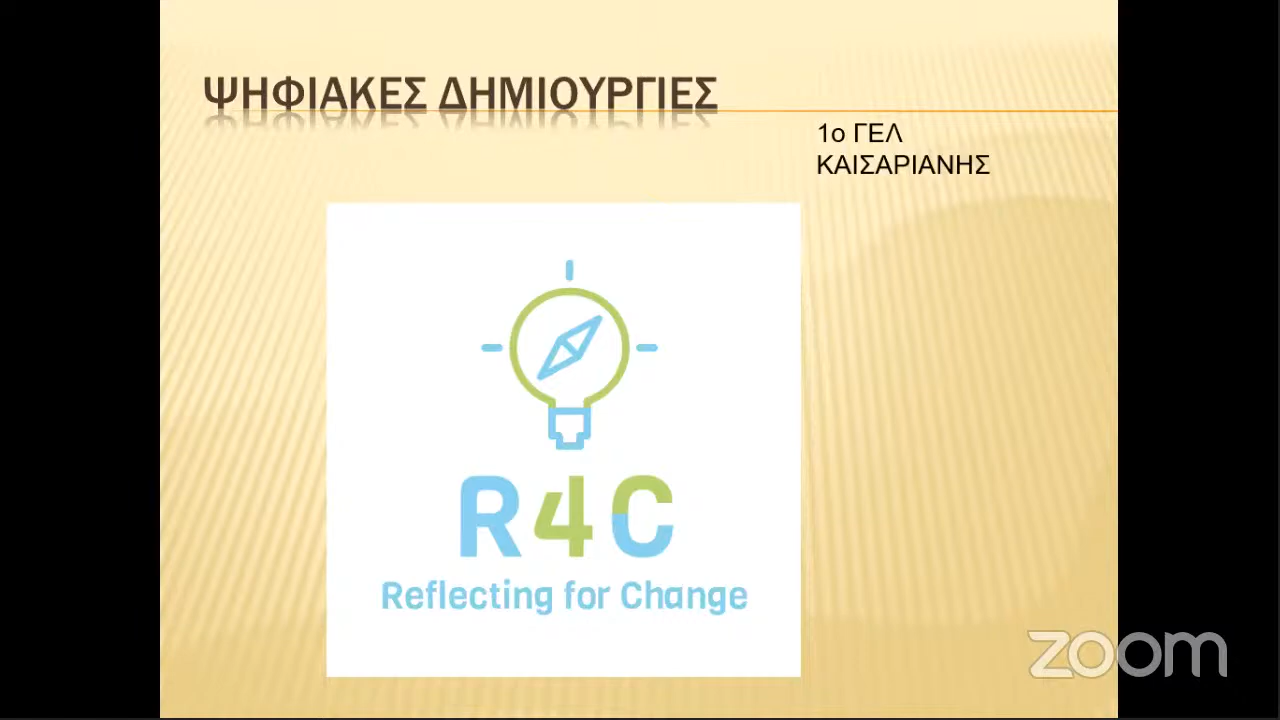 ΨΗΦΙΑΚΕΣ ΔΗΜΙΟΥΡΓΙΕΣ
1ο ΓΕΛ
ΚΑΙΣΑΡΙΑΝΗΣ
R4C
Reflecting for Change
zoom